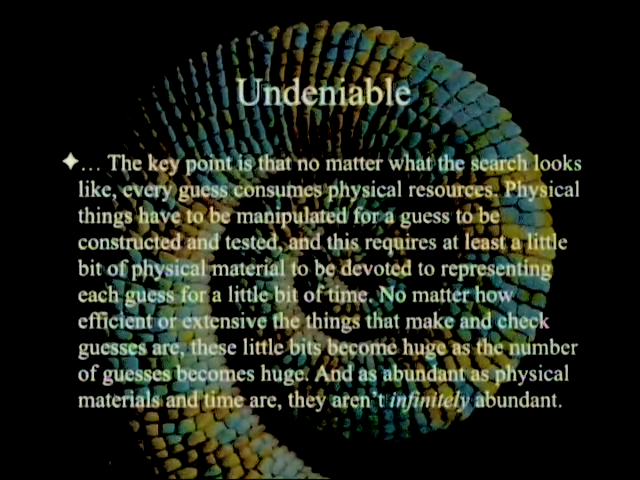 Undeniable
… The key point is that no matter what the search looks
like, every guess consumes physical resources. Physical
things have to be manipulated for a guess to be
constructed and tested, and this requires at least a little
bit of physical material to be devoted to representing
each guess for a little bit of time. No matter how
efficient or extensive the things that make and check
guesses are, these little bits become huge as the number
of guesses becomes huge. And as abundant as physical
materials and time are, they aren't infinitely abundant.